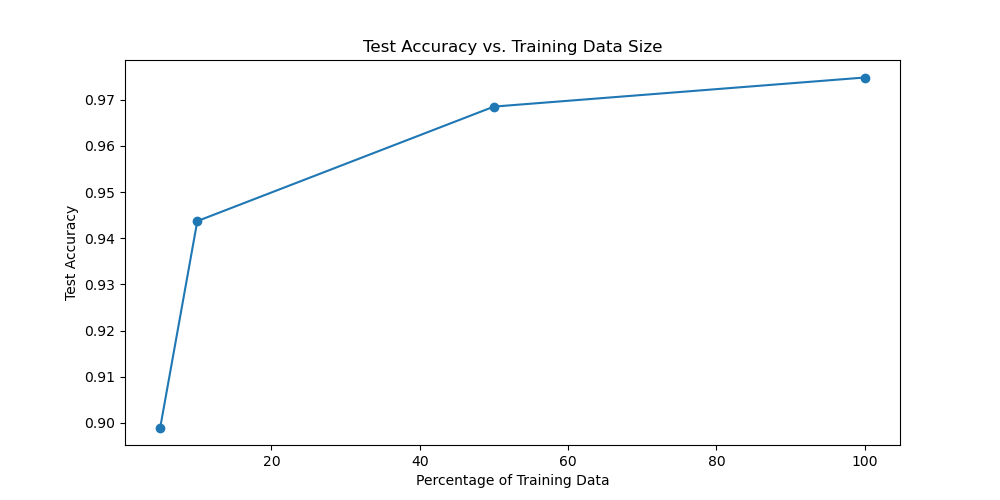 Test Accuracy vs. Training Data Size
Test Accuracy
0.97
0.96
0.95
0.94
0.93
0.92
0.91
0.90
20 40 60 80 100
Percentage of Training Data